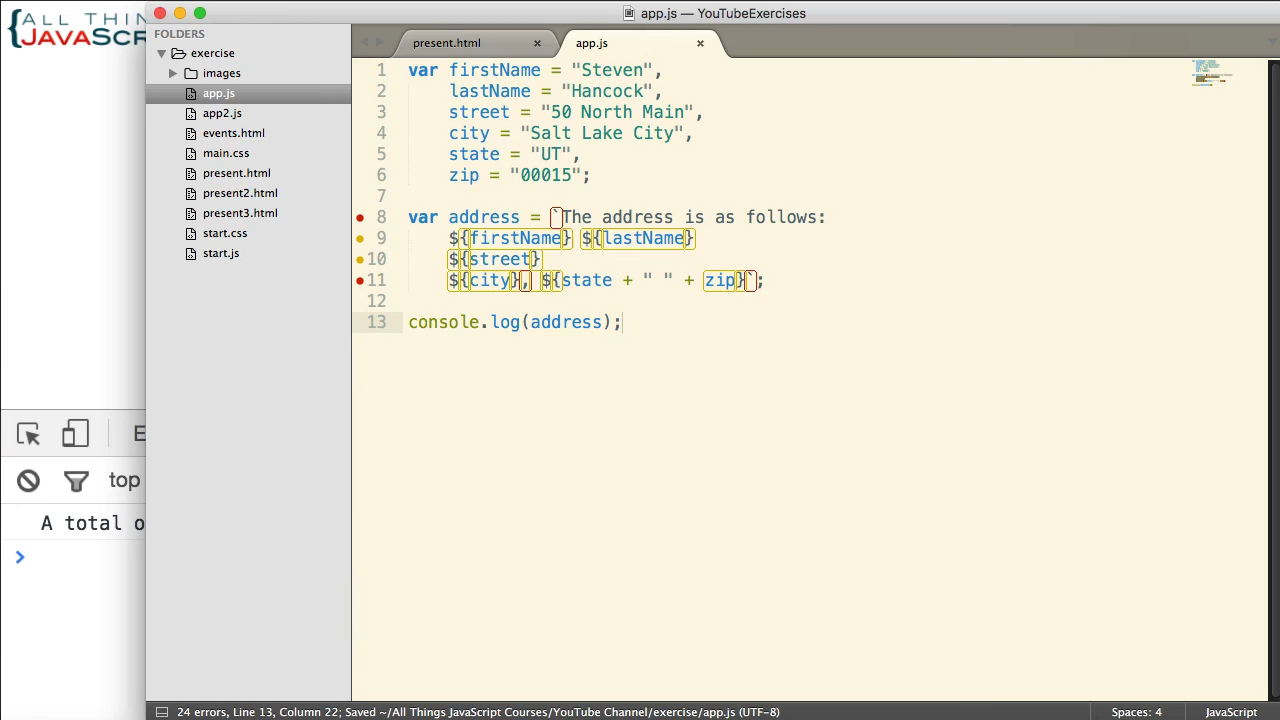 ALL THIN
JAVASCRI
app.js — YouTubeExercises
FOLDERS
exercise
images
app.js
app2.js
events.html
main.css
present.html
present2.html
present3.html
start.css
start.js
present.html
app.js
1 var firstName = "Steven",
2 lastName = "Hancock",
3 street = "50 North Main",
4 city = "Salt Lake City",
5 state = "UT",
6 zip = "00015";
7
8 var address = `The address is as follows:
9 ${firstName} ${lastName}
10 ${street}
11 ${city}, ${state + " " + zip}`;
12
13 console.log(address);
E
top
A total o
24 errors, Line 13, Column 22; Saved ~/All Things JavaScript Courses/YouTube Channel/exercise/app.js (UTF-8)
Spaces: 4
JavaScript